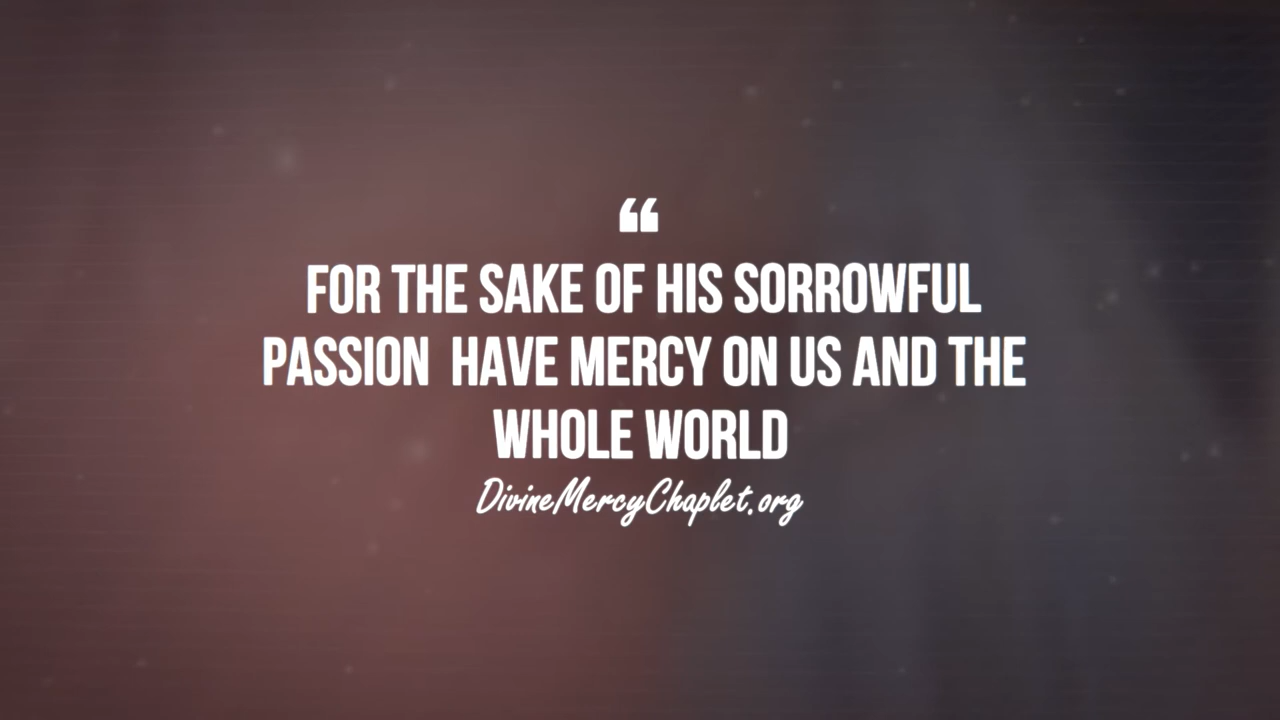 ❝
FOR THE SAKE OF HIS SORROWFUL
PASSION  HAVE MERCY ON US AND THE
WHOLE WORLD
DivineMercyChaplet.org